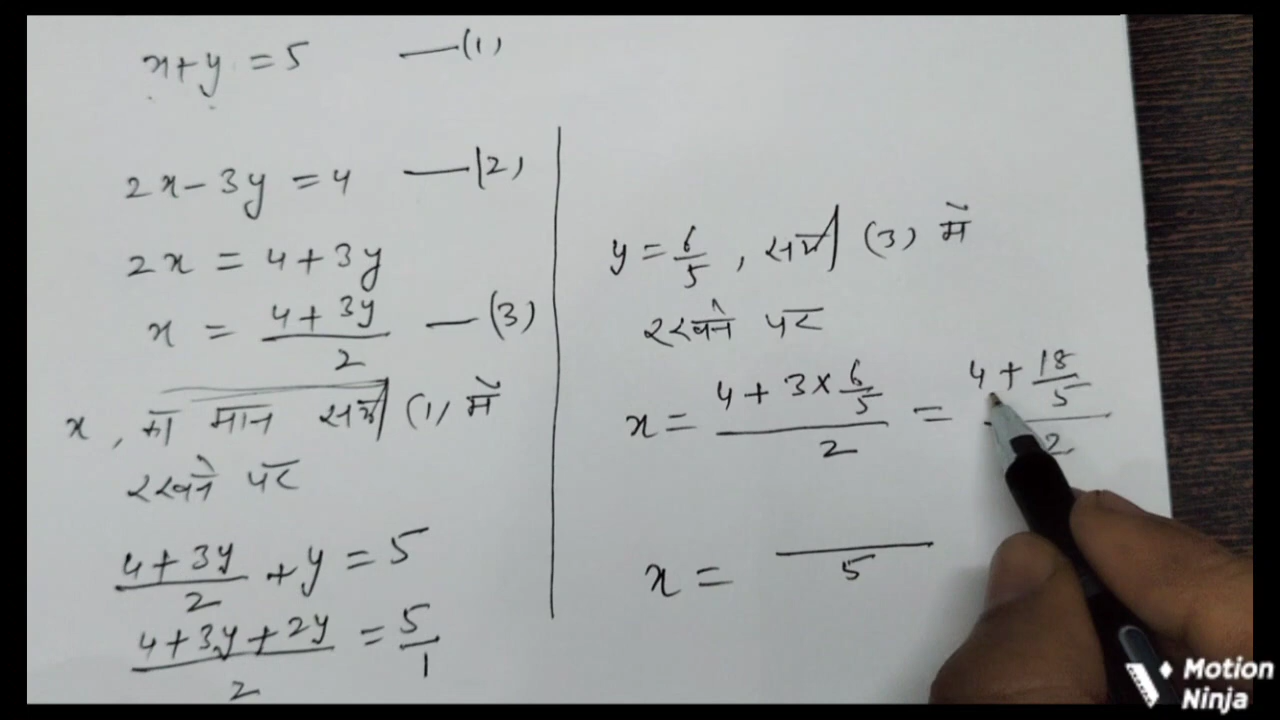 x+y = 5 —(1)
2x-3y = 4 —(2)
2x = 4+3y
x = (4+3y)/2 —(3)
x, का मान समी (1) में
रखने पर
(4+3y)/2 + y = 5
(4+3y+2y)/2 = 5/1
y = 6/5, समी (3) में
रखने पर
x = (4+3×6/5)/2 = (4+18/5)/2
x = /5
Motion
Ninja